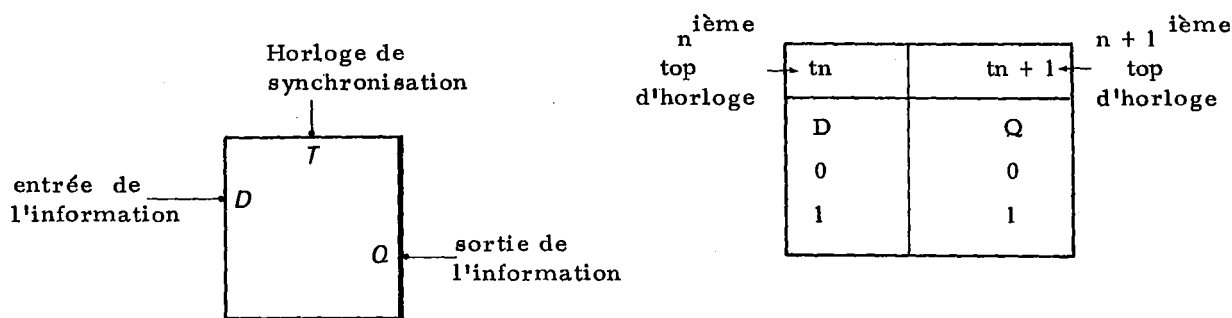 Horloge de
synchronisation
T
entrée de
l'information
D
Q
sortie de
l'information
n ième
top
d'horloge
tn
tn + 1
n + 1 ième
top
d'horloge
D Q
0 0
1 1